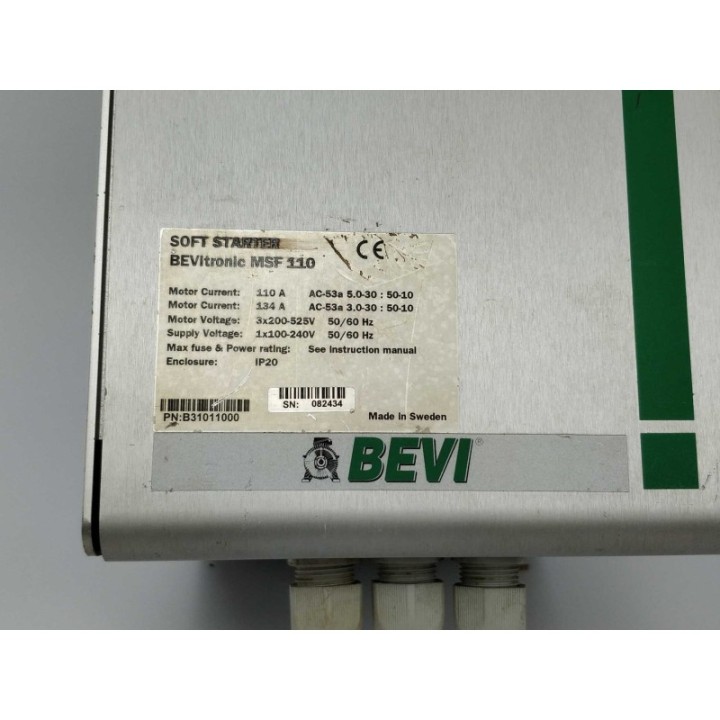 SOFT STARTER
BEVitronic MSF 110
CE
Motor Current: 110 A AC-53a 5.0-30 : 50-10
Motor Current: 134 A AC-53a 3.0-30 : 50-10
Motor Voltage: 3x200-525V 50/60 Hz
Supply Voltage: 1x100-240V 50/60 Hz
Max fuse & Power rating: See instruction manual
Enclosure: IP20
PN:B31011000
SN: 082434
Made in Sweden
BEVI®